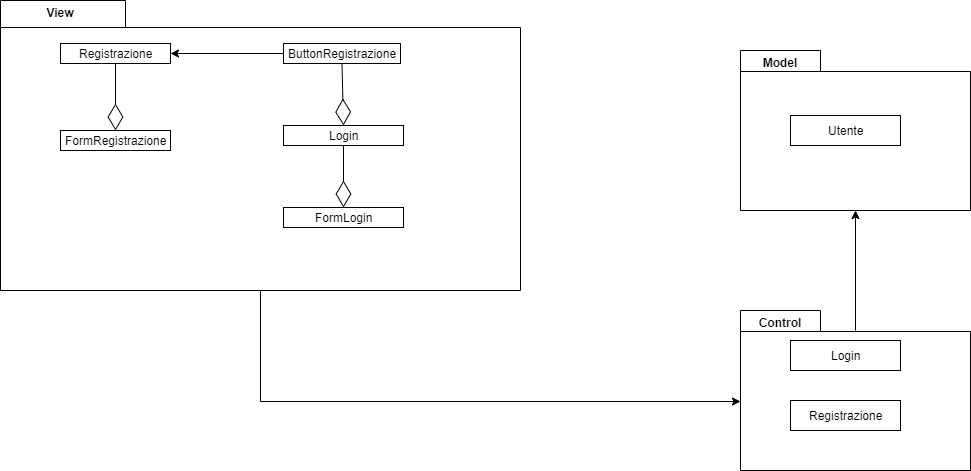 View
Registrazione
ButtonRegistrazione
FormRegistrazione
Login
FormLogin
Model
Utente
Control
Login
Registrazione